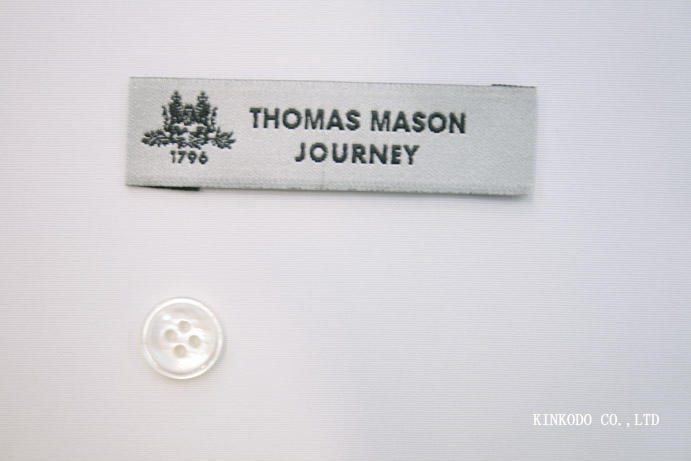 THOMAS MASON
JOURNEY
1796
KINKODO CO.,LTD